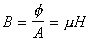 B = ϕ/A = μH